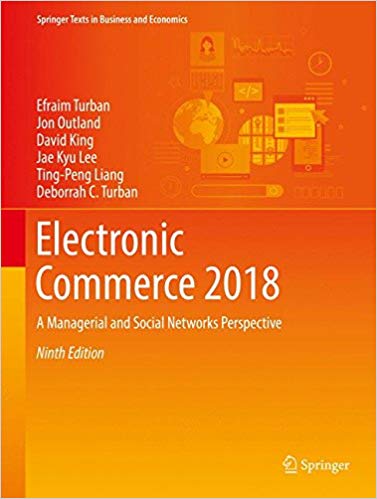 Springer Texts in Business and Economics
Efraim Turban
Jon Outland
David King
Jae Kyu Lee
Ting-Peng Liang
Deborrah C. Turban
Electronic
Commerce 2018
A Managerial and Social Networks Perspective
Ninth Edition
Springer